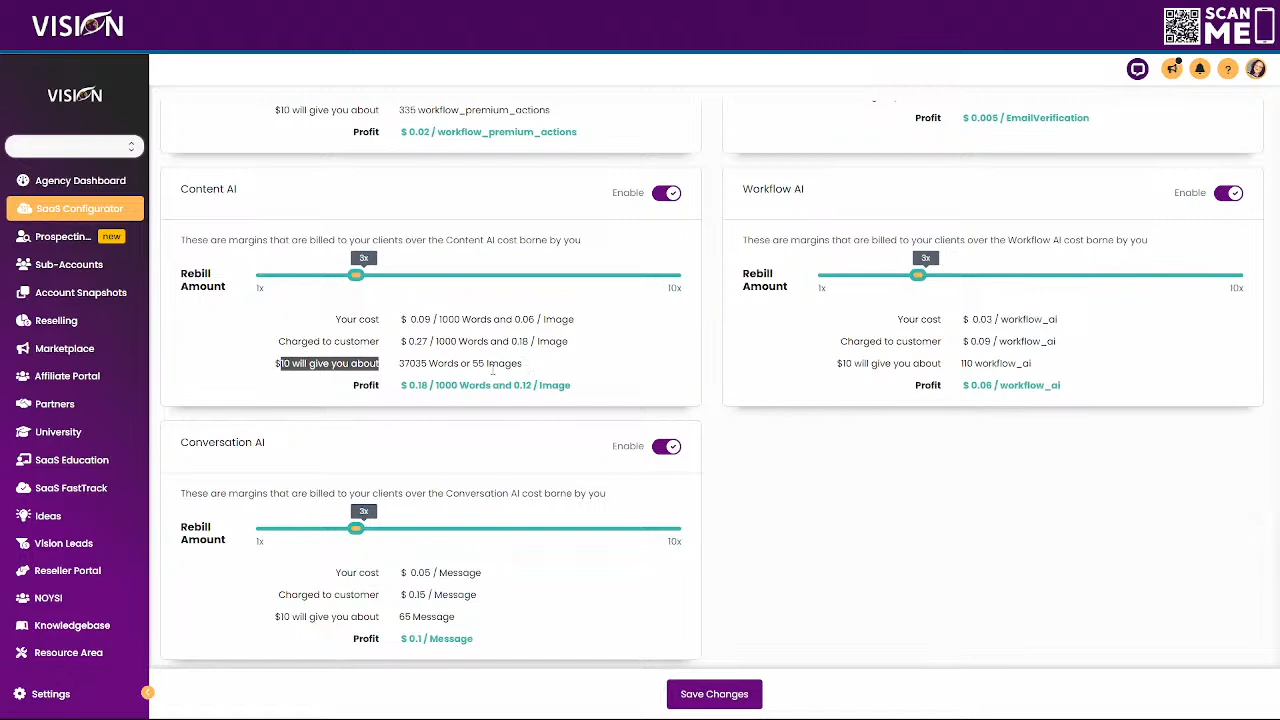 VISION
SCAN
ME
VISION
Agency Dashboard
SaaS Configurator
Prospectin... new
Sub-Accounts
Account Snapshots
Reselling
Marketplace
Affiliate Portal
Partners
University
SaaS Education
SaaS FastTrack
Ideas
Vision Leads
Reseller Portal
NOYSI
Knowledgebase
Resource Area
Settings
$10 will give you about 335 workflow_premium_actions
Profit $ 0.02 / workflow_premium_actions
Profit $ 0.005 / EmailVerification
Content AI Enable
These are margins that are billed to your clients over the Content AI cost borne by you
3x
Rebill Amount
1x 10x
Your cost $ 0.09 / 1000 Words and 0.06 / Image
Charged to customer $ 0.27 / 1000 Words and 0.18 / Image
$10 will give you about 37035 Words or 55 Images
Profit $ 0.18 / 1000 Words and 0.12 / Image
Workflow AI Enable
These are margins that are billed to your clients over the Workflow AI cost borne by you
3x
Rebill Amount
1x 10x
Your cost $ 0.03 / workflow_ai
Charged to customer $ 0.09 / workflow_ai
$10 will give you about 110 workflow_ai
Profit $ 0.06 / workflow_ai
Conversation AI Enable
These are margins that are billed to your clients over the Conversation AI cost borne by you
3x
Rebill Amount
1x 10x
Your cost $ 0.05 / Message
Charged to customer $ 0.15 / Message
$10 will give you about 65 Message
Profit $ 0.1 / Message
Save Changes